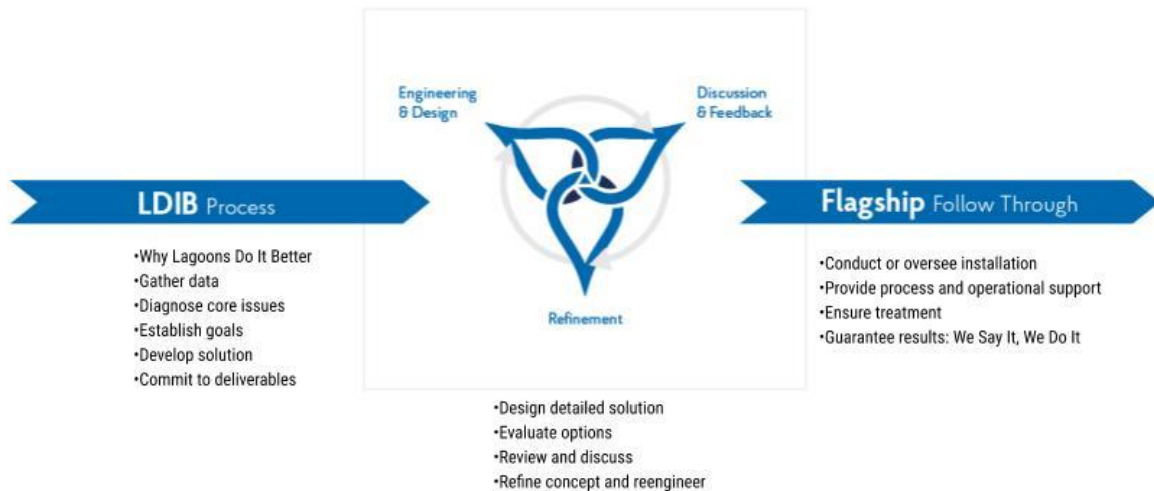 Engineering
& Design
Discussion
& Feedback
Refinement
LDIB Process
•Why Lagoons Do It Better
•Gather data
•Diagnose core issues
•Establish goals
•Develop solution
•Commit to deliverables
•Design detailed solution
•Evaluate options
•Review and discuss
•Refine concept and reengineer
Flagship Follow Through
•Conduct or oversee installation
•Provide process and operational support
•Ensure treatment
•Guarantee results: We Say It, We Do It